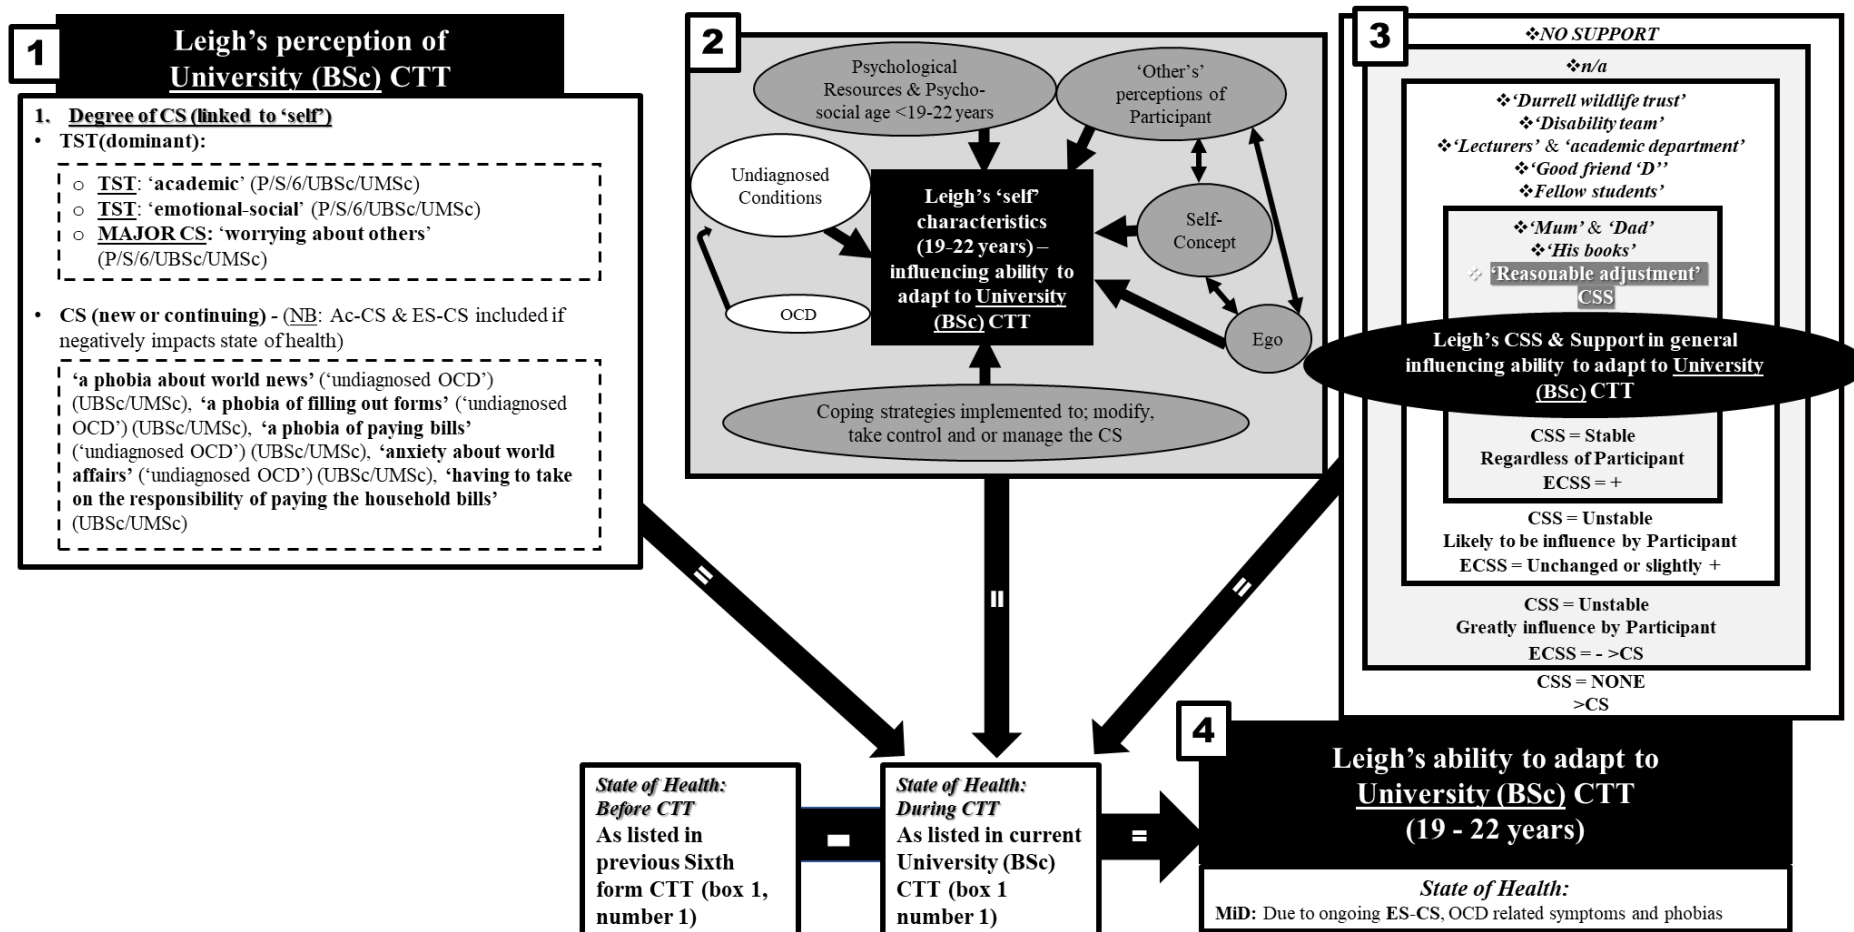 1
Leigh's perception of
University (BSc) CTT
1. Degree of CS (linked to 'self')
• TST(dominant):
o TST: 'academic' (P/S/6/UBSc/UMSc)
o TST: 'emotional-social' (P/S/6/UBSc/UMSc)
o MAJOR CS: 'worrying about others'
(P/S/6/UBSc/UMSc)
• CS (new or continuing) - (NB: Ac-CS & ES-CS included if
negatively impacts state of health)
'a phobia about world news' ('undiagnosed OCD')
(UBSc/UMSc), 'a phobia of filling out forms' ('undiagnosed
OCD') (UBSc/UMSc), 'a phobia of paying bills'
('undiagnosed OCD') (UBSc/UMSc), 'anxiety about world
affairs' ('undiagnosed OCD') (UBSc/UMSc), 'having to take
on the responsibility of paying the household bills'
(UBSc/UMSc)
2
Psychological
Resources & Psycho-
social age <19-22 years
'Other's'
perceptions of
Participant
Undiagnosed
Conditions
Leigh's 'self'
characteristics
(19-22 years) –
influencing ability to
adapt to University
(BSc) CTT
Self-
Concept
OCD
Ego
Coping strategies implemented to; modify,
take control and or manage the CS
3
❖NO SUPPORT
❖n/a
❖'Durrell wildlife trust'
❖'Disability team'
❖'Lecturers' & 'academic department'
❖'Good friend 'D''
❖Fellow students'
❖'Mum' & 'Dad'
❖'His books'
❖ 'Reasonable adjustment'
CSS
Leigh's CSS & Support in general
influencing ability to adapt to University
(BSc) CTT
CSS = Stable
Regardless of Participant
ECSS = +
CSS = Unstable
Likely to be influence by Participant
ECSS = Unchanged or slightly +
CSS = Unstable
Greatly influence by Participant
ECSS = - >CS
CSS = NONE
>CS
=
=
=
State of Health:
Before CTT
As listed in
previous Sixth
form CTT (box 1,
number 1)
-
State of Health:
During CTT
As listed in current
University (BSc)
CTT (box 1
number 1)
=
4
Leigh's ability to adapt to
University (BSc) CTT
(19 - 22 years)
State of Health:
MiD: Due to ongoing ES-CS, OCD related symptoms and phobias